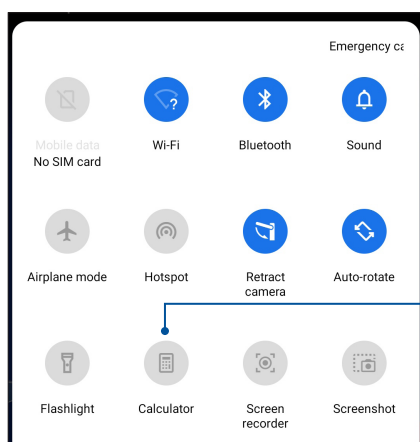 Emergency ca
Mobile data
No SIM card
Wi-Fi
Bluetooth
Sound
Airplane mode
Hotspot
Retract
camera
Auto-rotate
Flashlight
Calculator
Screen
recorder
Screenshot